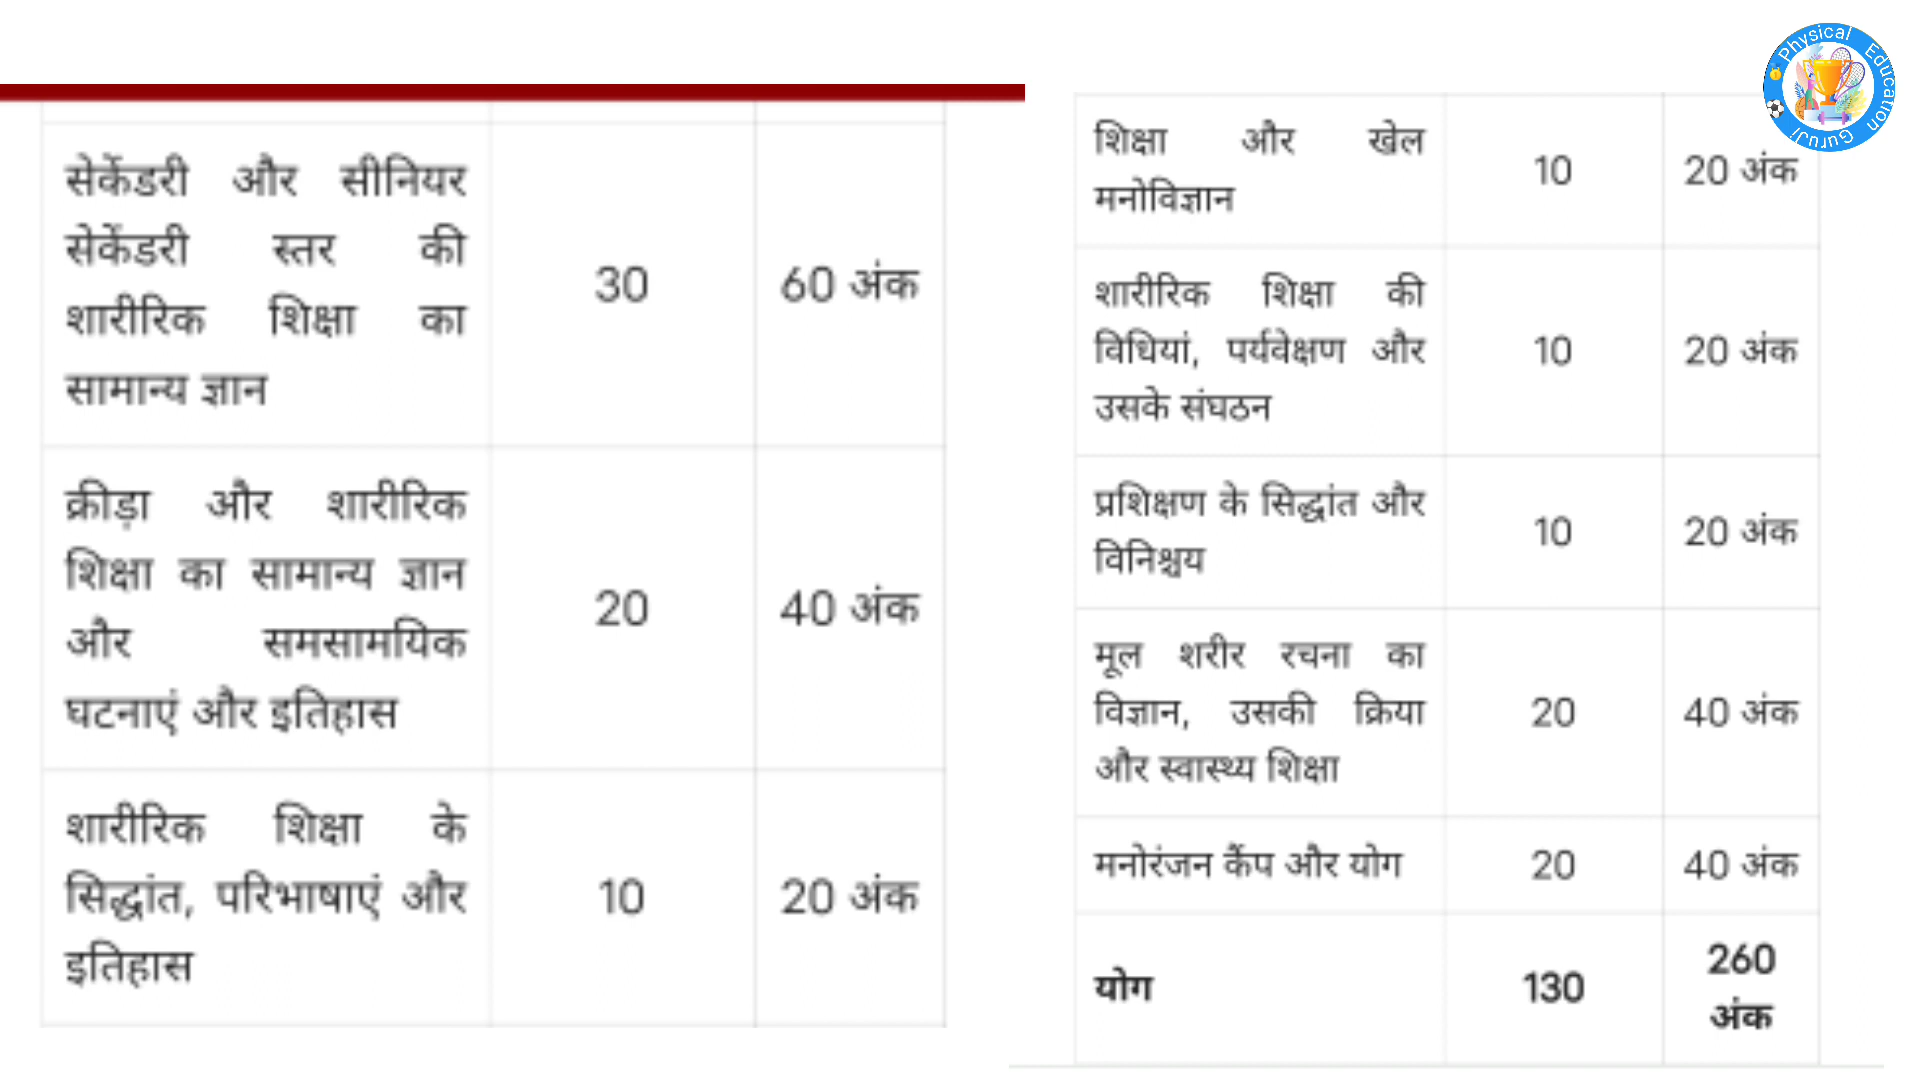 सेकेंडरी और सीनियर
सेकेंडरी स्तर की
शारीरिक शिक्षा का
सामान्य ज्ञान
30
60 अंक
क्रीड़ा और शारीरिक
शिक्षा का सामान्य ज्ञान
और समसामयिक
घटनाएं और इतिहास
20
40 अंक
शारीरिक शिक्षा के
सिद्धांत, परिभाषाएं और
इतिहास
10
20 अंक
शिक्षा और खेल
मनोविज्ञान
10
20 अंक
शारीरिक शिक्षा की
विधियां, पर्यवेक्षण और
उसके संघठन
10
20 अंक
प्रशिक्षण के सिद्धांत और
विनिश्चय
10
20 अंक
मूल शरीर रचना का
विज्ञान, उसकी क्रिया
और स्वास्थ्य शिक्षा
20
40 अंक
मनोरंजन कैंप और योग
20
40 अंक
योग
130
260
अंक
Physical Education Guruji